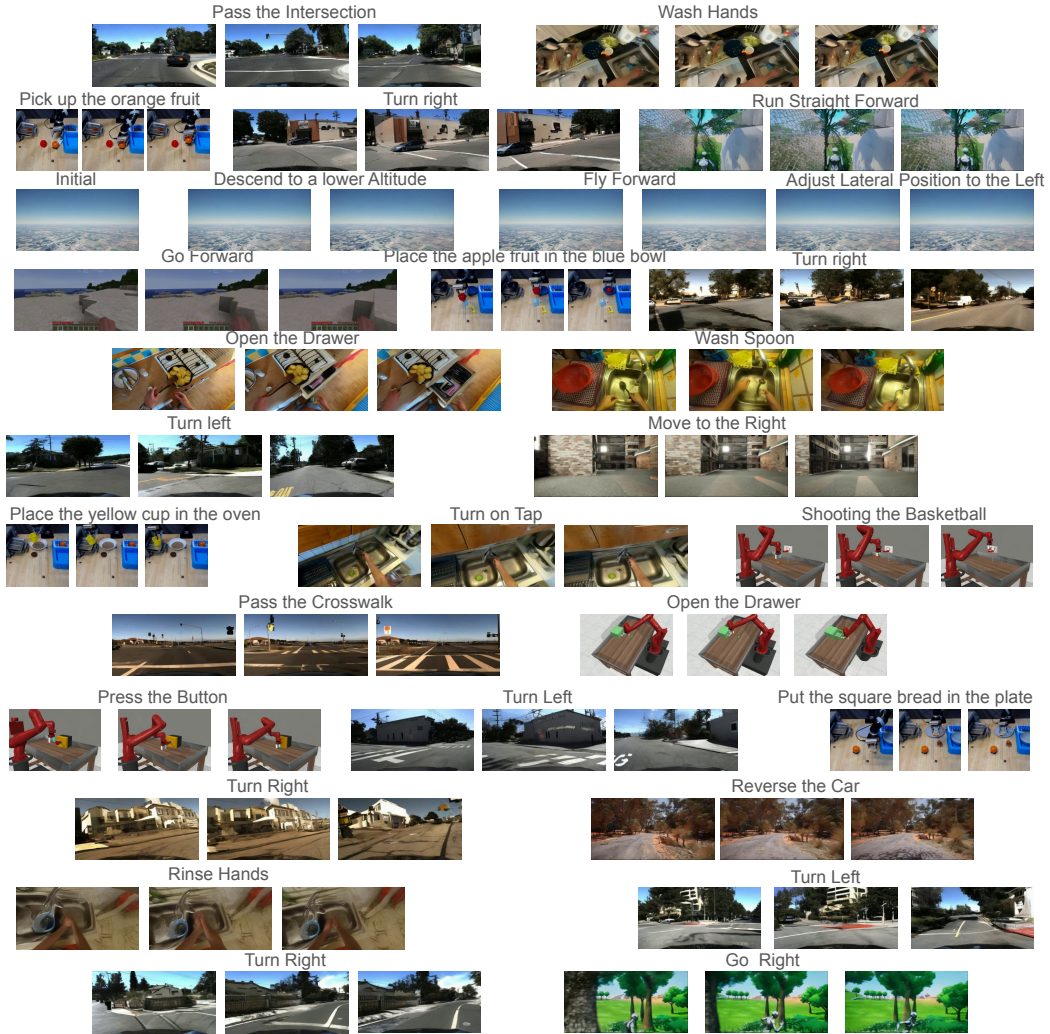 Pass the Intersection
Wash Hands
Pick up the orange fruit
Turn right
Run Straight Forward
Initial
Descend to a lower Altitude
Fly Forward
Adjust Lateral Position to the Left
Go Forward
Place the apple fruit in the blue bowl
Turn right
Open the Drawer
Wash Spoon
Turn left
Move to the Right
Place the yellow cup in the oven
Turn on Tap
Shooting the Basketball
Pass the Crosswalk
Open the Drawer
Press the Button
Turn Left
Put the square bread in the plate
Turn Right
Reverse the Car
Rinse Hands
Turn Left
Turn Right
Go Right